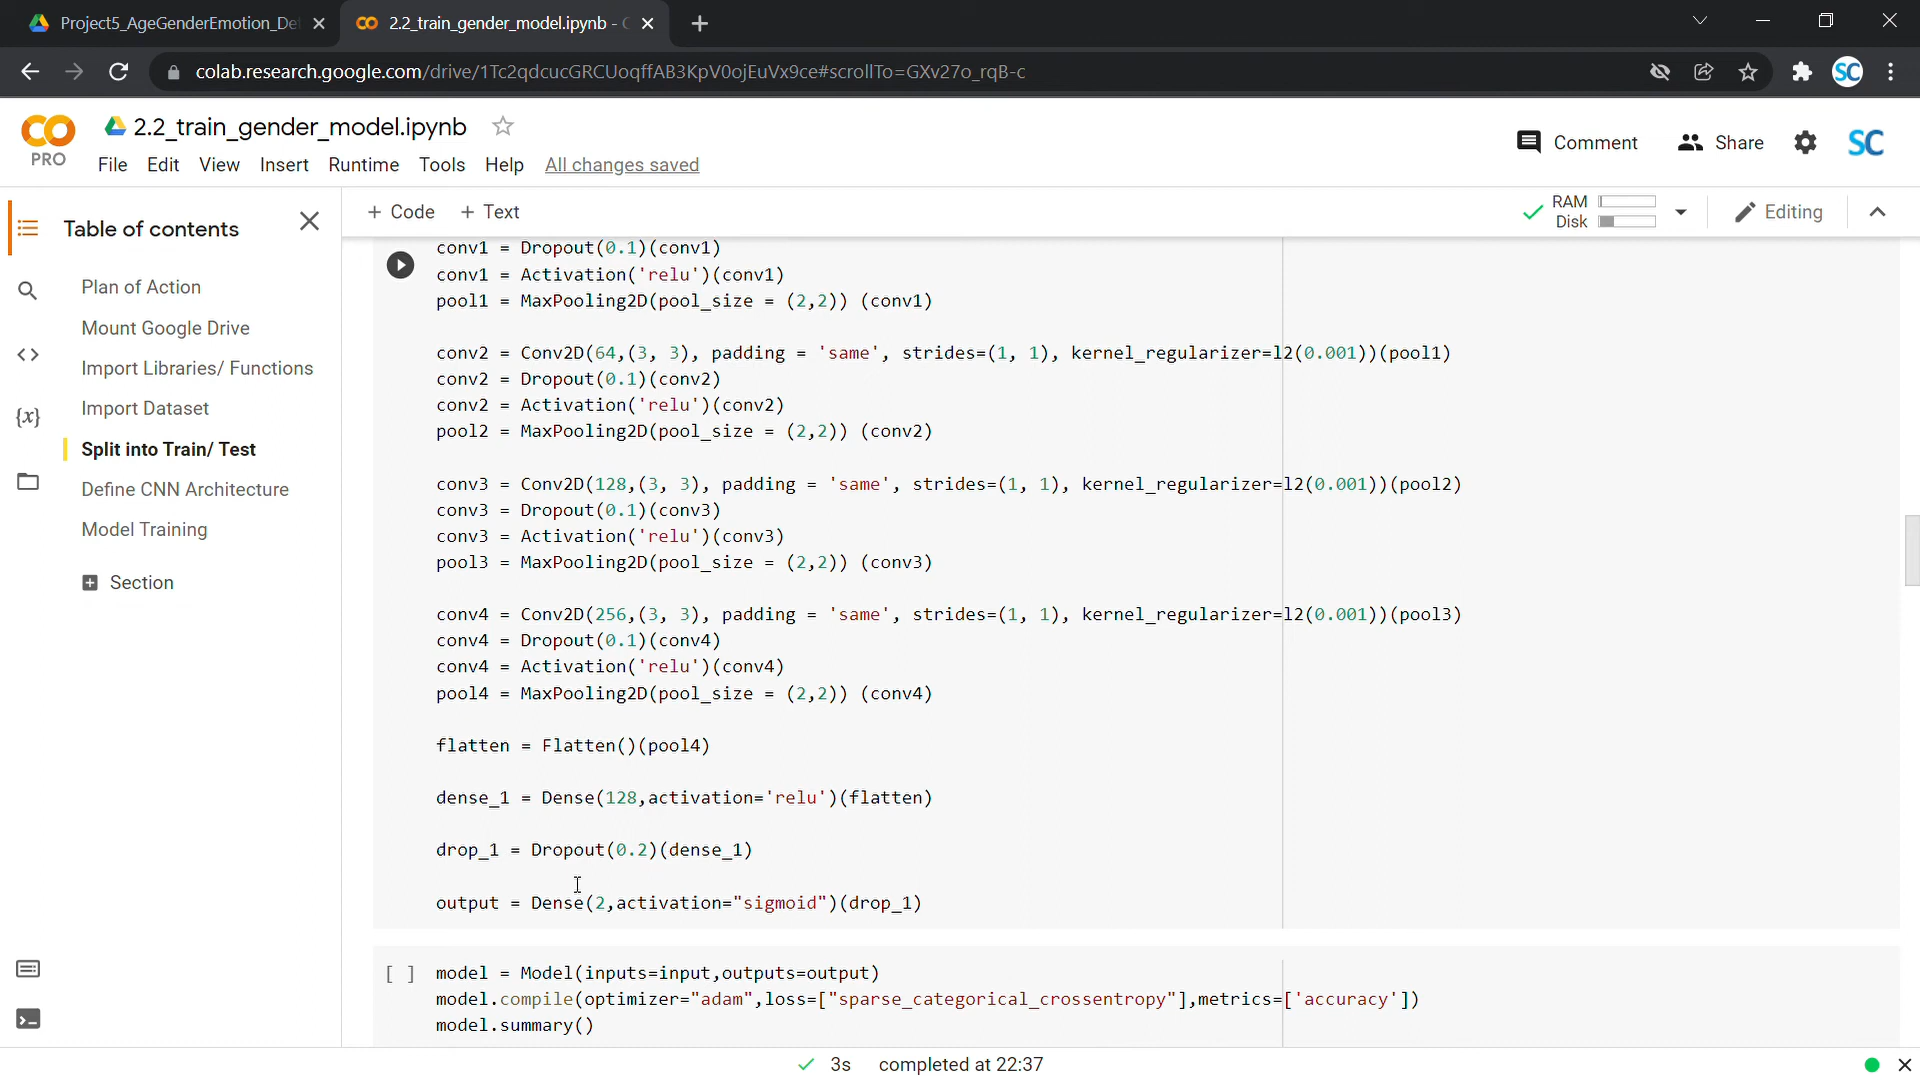 Project5_AgeGenderEmotion_De
2.2_train_gender_model.ipynb - C
colab.research.google.com/drive/1Tc2qdcucGRCUoqffAB3KpV0ojEuVx9ce#scrollTo=GXv27o_rqB-c
SC
PRO
2.2_train_gender_model.ipynb
File Edit View Insert Runtime Tools Help All changes saved
Comment
Share
SC
Table of contents
Plan of Action
Mount Google Drive
Import Libraries/ Functions
Import Dataset
Split into Train/ Test
Define CNN Architecture
Model Training
Section
{x}
+ Code + Text
RAM
Disk
Editing
conv1 = Dropout(0.1)(conv1)
conv1 = Activation('relu')(conv1)
pool1 = MaxPooling2D(pool_size = (2,2)) (conv1)
conv2 = Conv2D(64,(3, 3), padding = 'same', strides=(1, 1), kernel_regularizer=l2(0.001))(pool1)
conv2 = Dropout(0.1)(conv2)
conv2 = Activation('relu')(conv2)
pool2 = MaxPooling2D(pool_size = (2,2)) (conv2)
conv3 = Conv2D(128,(3, 3), padding = 'same', strides=(1, 1), kernel_regularizer=l2(0.001))(pool2)
conv3 = Dropout(0.1)(conv3)
conv3 = Activation('relu')(conv3)
pool3 = MaxPooling2D(pool_size = (2,2)) (conv3)
conv4 = Conv2D(256,(3, 3), padding = 'same', strides=(1, 1), kernel_regularizer=l2(0.001))(pool3)
conv4 = Dropout(0.1)(conv4)
conv4 = Activation('relu')(conv4)
pool4 = MaxPooling2D(pool_size = (2,2)) (conv4)
flatten = Flatten()(pool4)
dense_1 = Dense(128,activation='relu')(flatten)
drop_1 = Dropout(0.2)(dense_1)
output = Dense(2,activation="sigmoid")(drop_1)
[ ] model = Model(inputs=input,outputs=output)
model.compile(optimizer="adam",loss=["sparse_categorical_crossentropy"],metrics=['accuracy'])
model.summary()
3s completed at 22:37